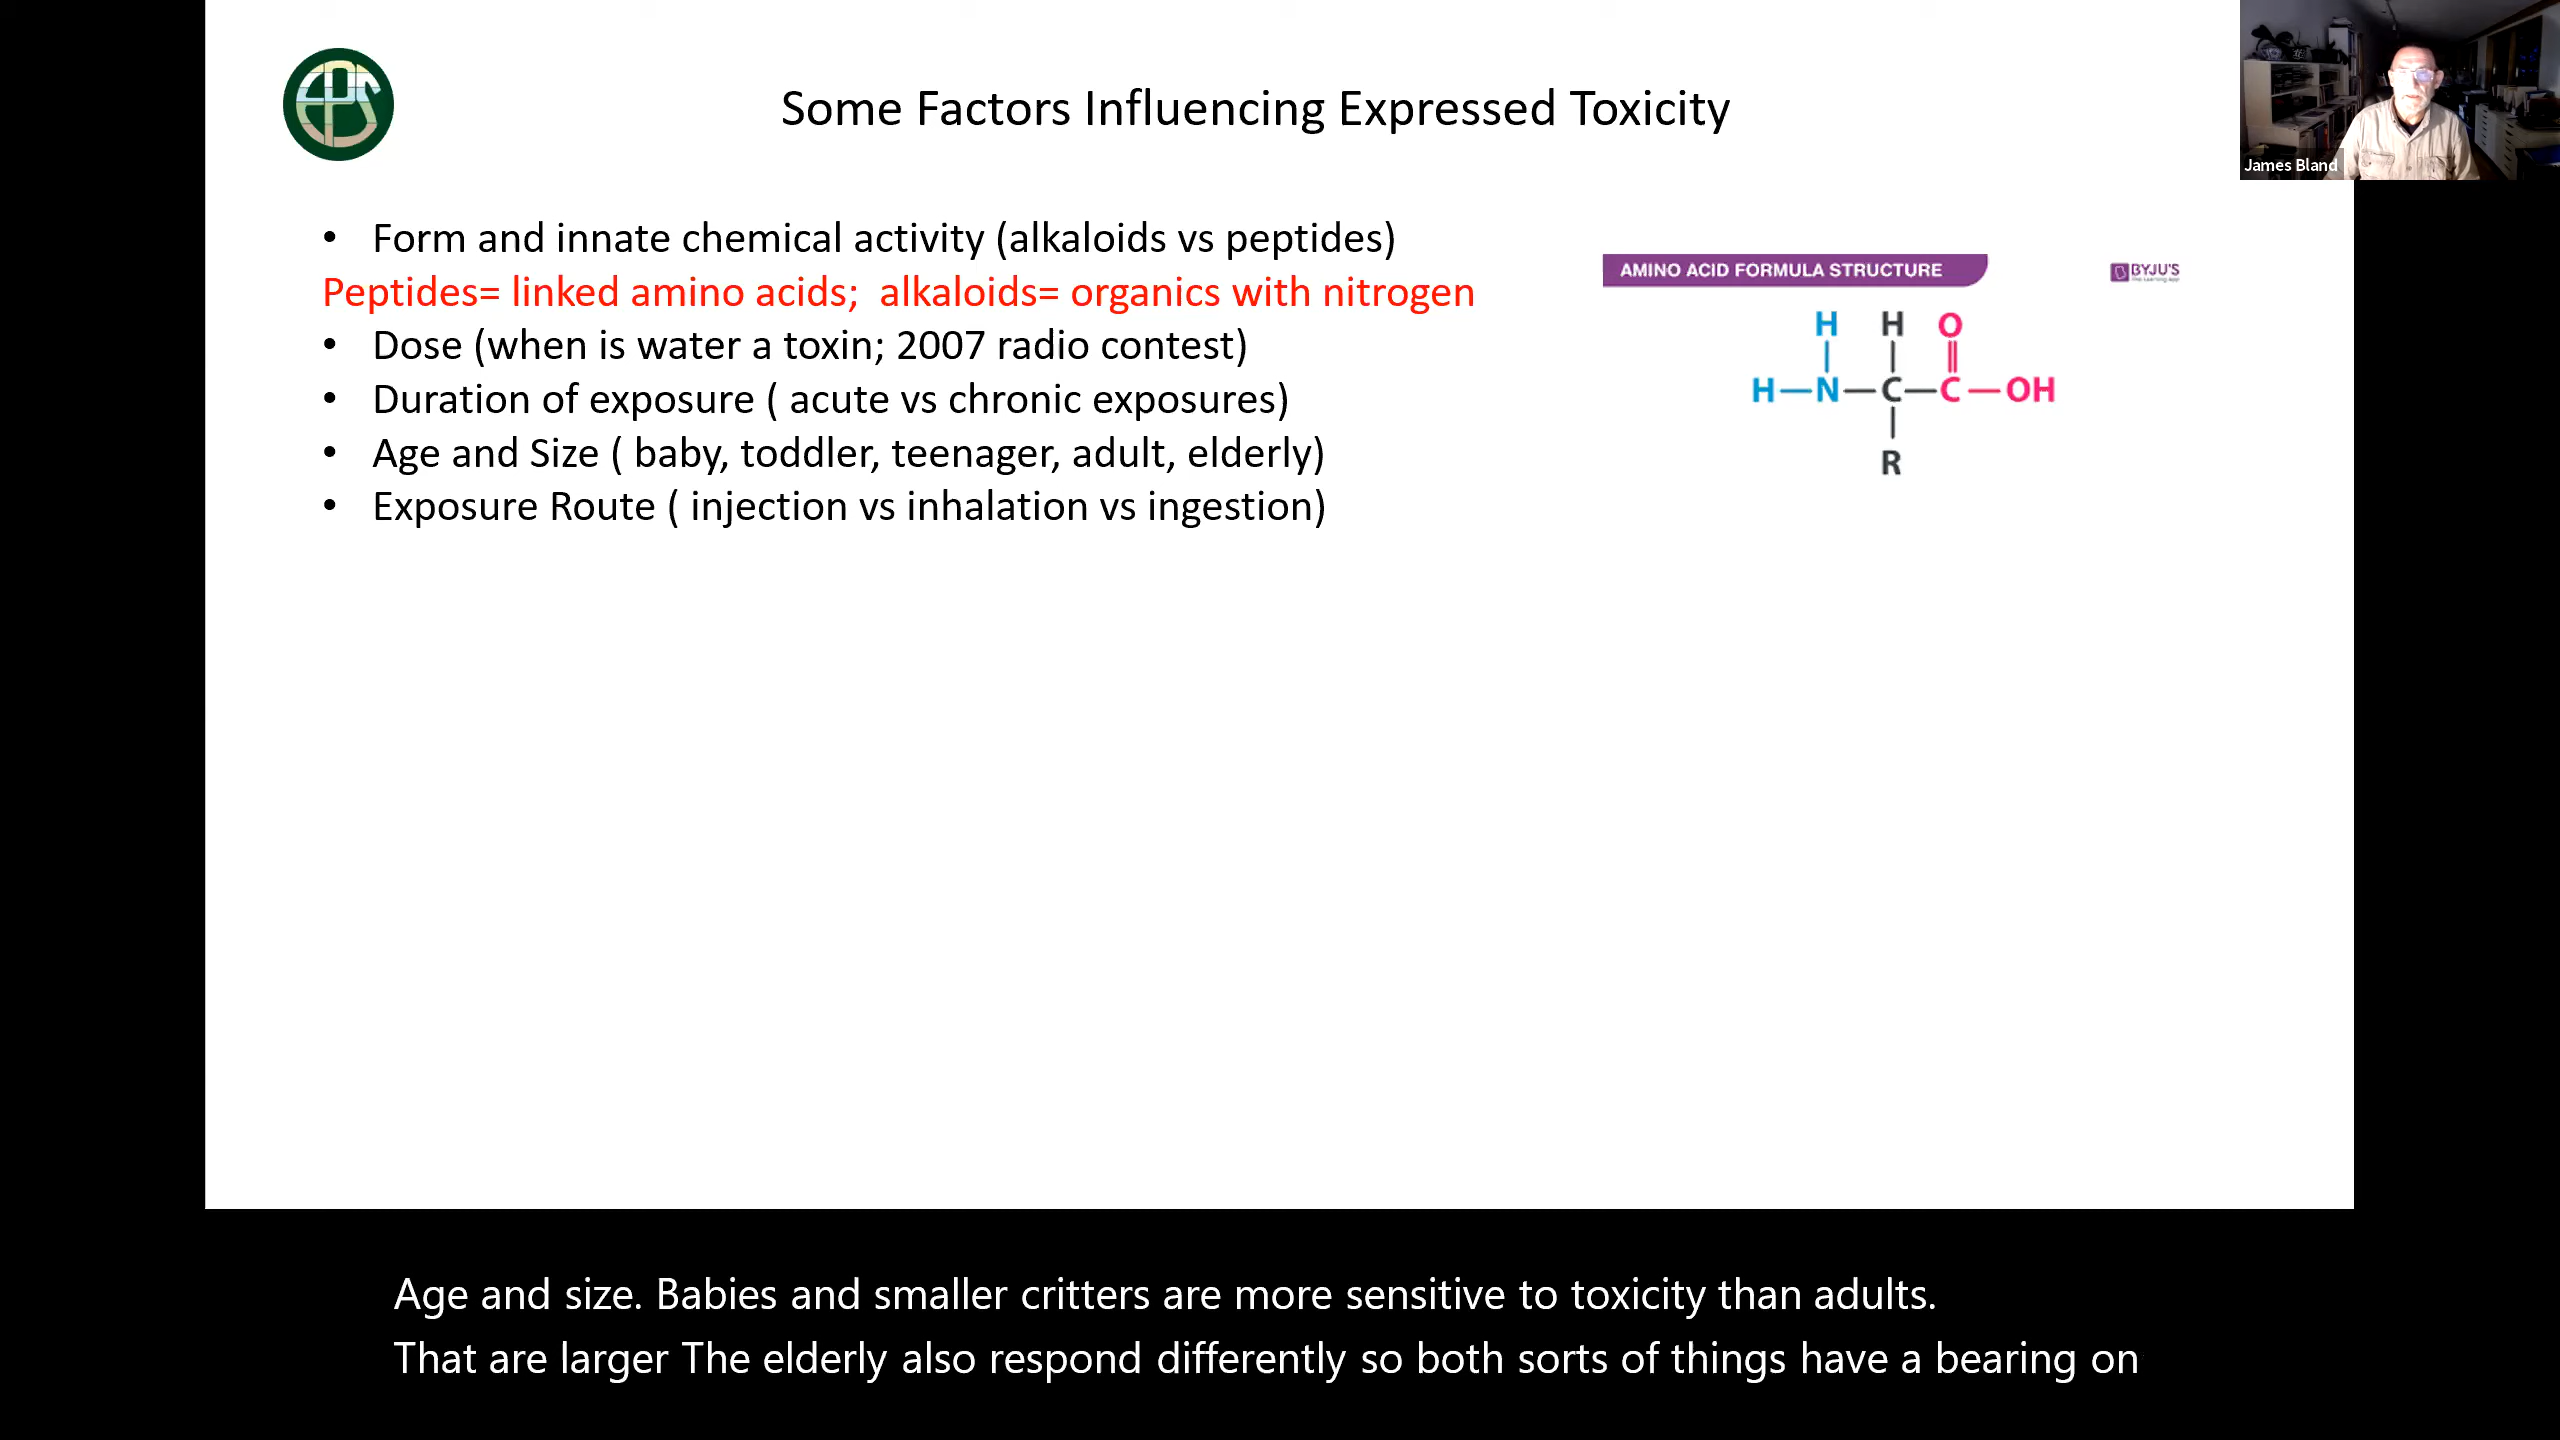 Some Factors Influencing Expressed Toxicity
James Bland
• Form and innate chemical activity (alkaloids vs peptides)
Peptides= linked amino acids;  alkaloids= organics with nitrogen
• Dose (when is water a toxin; 2007 radio contest)
• Duration of exposure ( acute vs chronic exposures)
• Age and Size ( baby, toddler, teenager, adult, elderly)
• Exposure Route ( injection vs inhalation vs ingestion)
AMINO ACID FORMULA STRUCTURE
BYJU'S
The Learning App
H H O
H—N—C—C—OH
R
Age and size. Babies and smaller critters are more sensitive to toxicity than adults.
That are larger The elderly also respond differently so both sorts of things have a bearing on